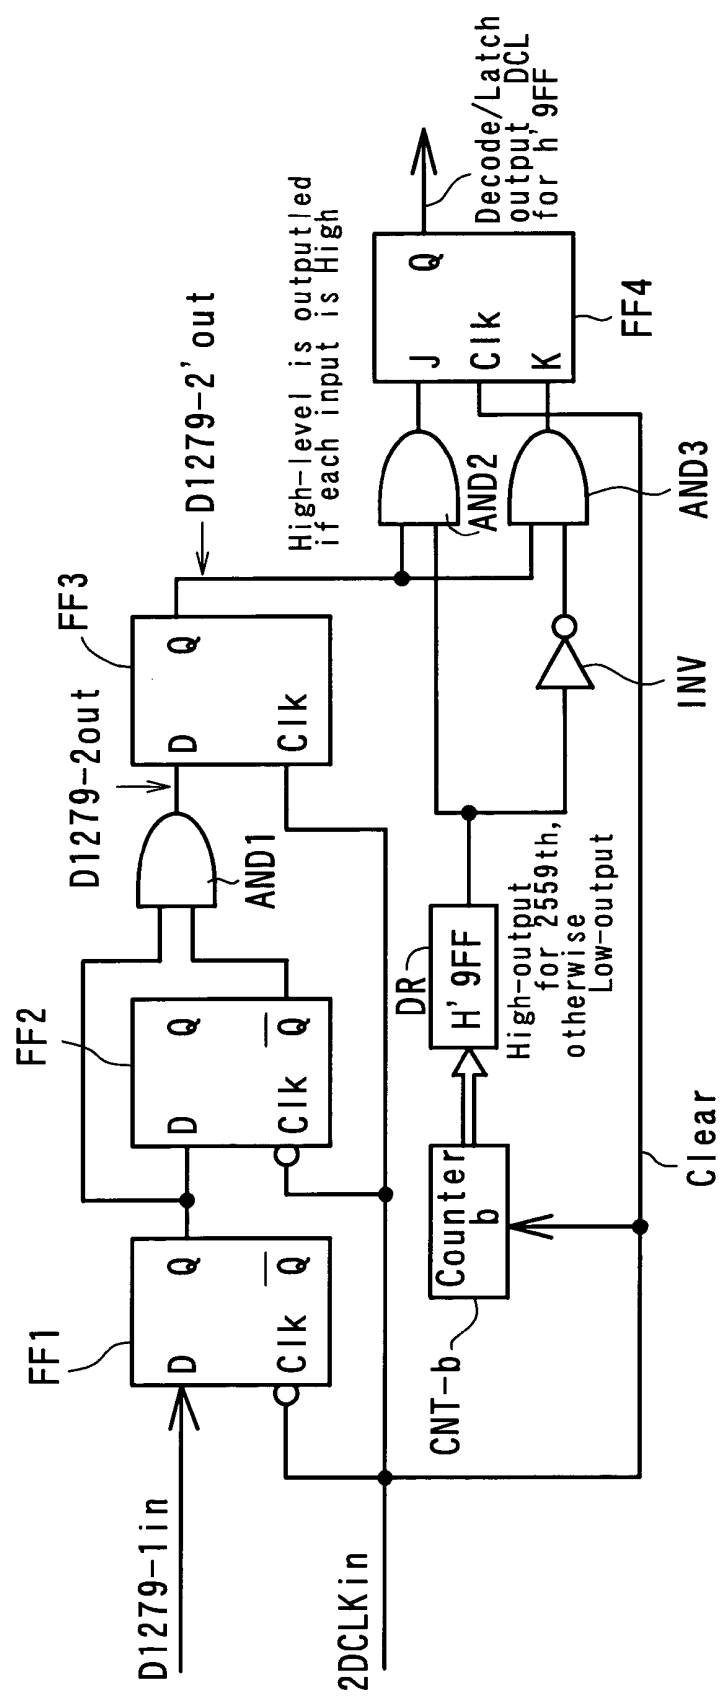 D1279-1in
2DCLKin
FF1
D
Q
Clk
Q
FF2
D
Q
Clk
Q
AND1
D1279-2out
FF3
D
Q
Clk
D1279-2'out
High-level is outputled
if each input is High
CNT-b
Counter
b
DR
H'9FF
High-output
for 2559th,
otherwise
Low-output
INV
AND2
AND3
J
Q
Clk
K
FF4
Decode/Latch
output DCL
for h'9FF
Clear